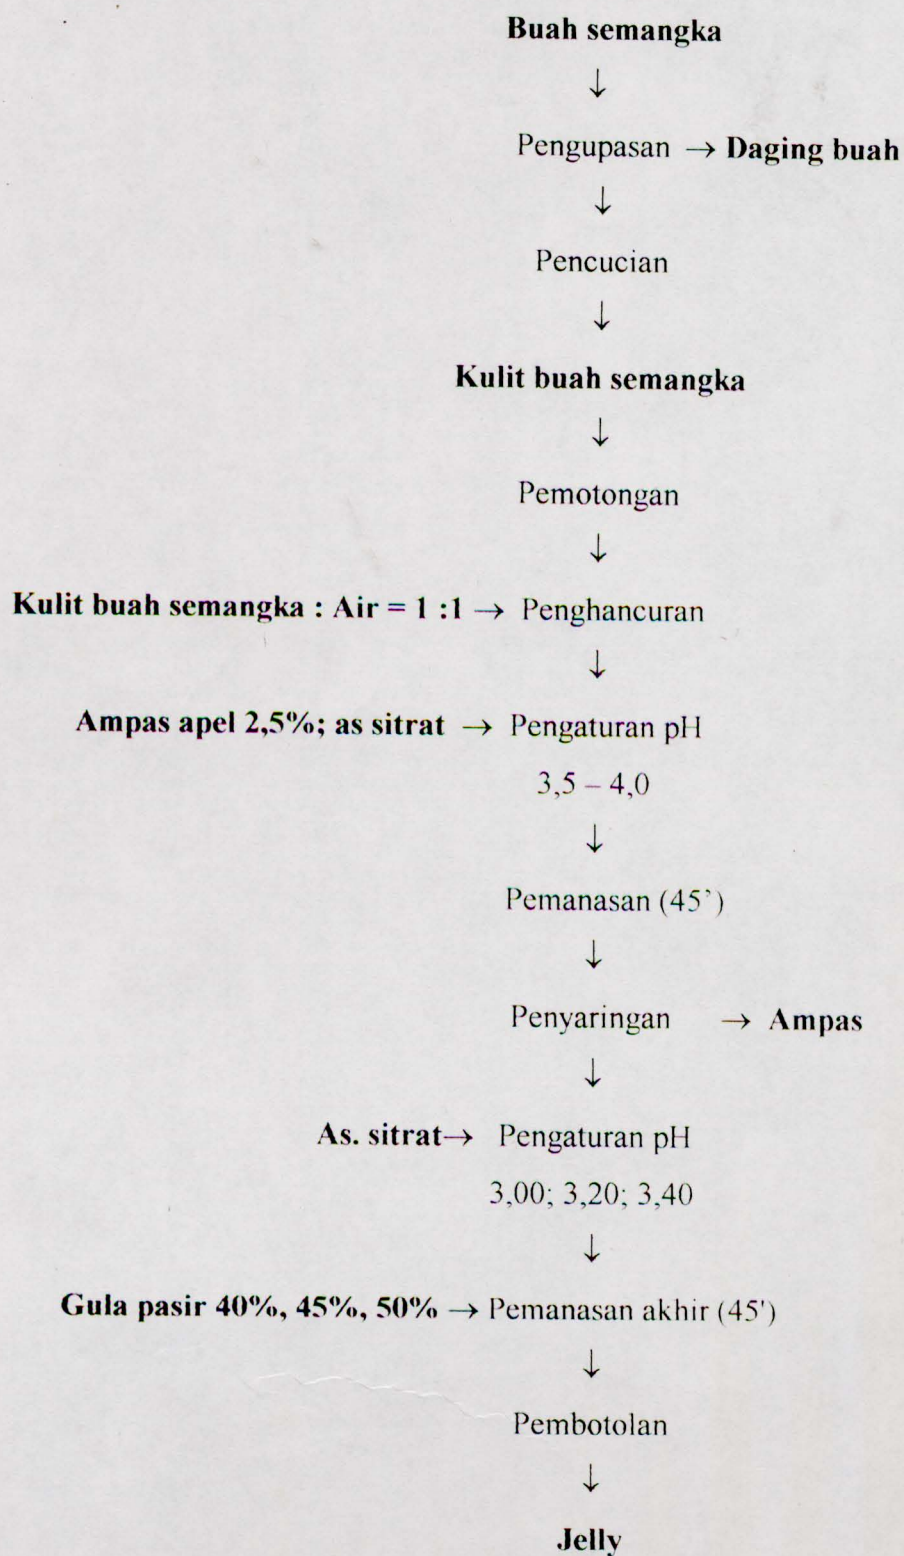 Buah semangka
↓
Pengupasan → Daging buah
↓
Pencucian
↓
Kulit buah semangka
↓
Pemotongan
↓
Kulit buah semangka : Air = 1 :1 → Penghancuran
↓
Ampas apel 2,5%; as sitrat → Pengaturan pH
3,5 – 4,0
↓
Pemanasan (45')
↓
Penyaringan → Ampas
↓
As. sitrat→ Pengaturan pH
3,00; 3,20; 3,40
↓
Gula pasir 40%, 45%, 50% → Pemanasan akhir (45')
↓
Pembotolan
↓
Jelly